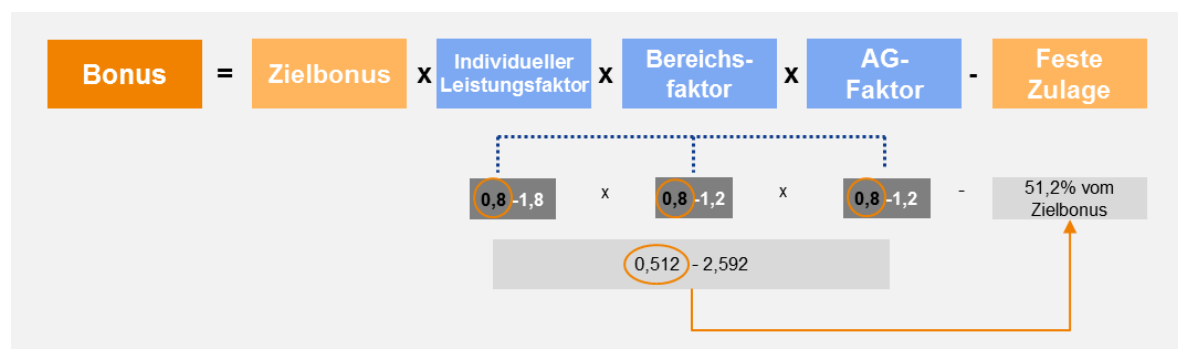 Bonus = Zielbonus x Individueller Leistungsfaktor x Bereichs-faktor x AG-Faktor - Feste Zulage
0,8-1,8 x 0,8-1,2 x 0,8-1,2 - 51,2% vom
Zielbonus
0,512 - 2,592